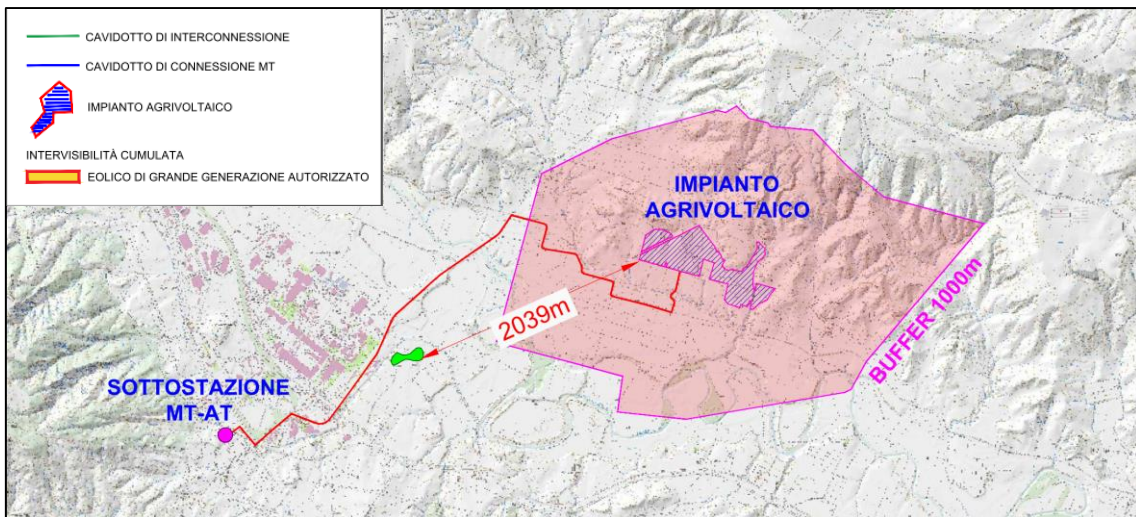 CAVIDOTTO DI INTERCONNESSIONE
CAVIDOTTO DI CONNESSIONE MT
IMPIANTO AGRIVOLTAICO
INTERVISIBILITÀ CUMULATA
EOLICO DI GRANDE GENERAZIONE AUTORIZZATO
IMPIANTO
AGRIVOLTAICO
2039m
BUFFER 1000m
SOTTOSTAZIONE
MT-AT